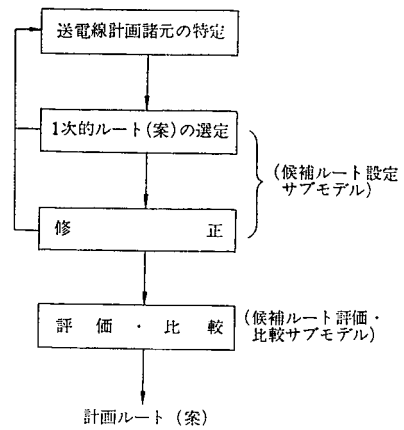 送電線計画諸元の特定
1次的ルート(案)の選定
(候補ルート設定
サブモデル)
修正
評価・比較
(候補ルート評価・
比較サブモデル)
計画ルート(案)